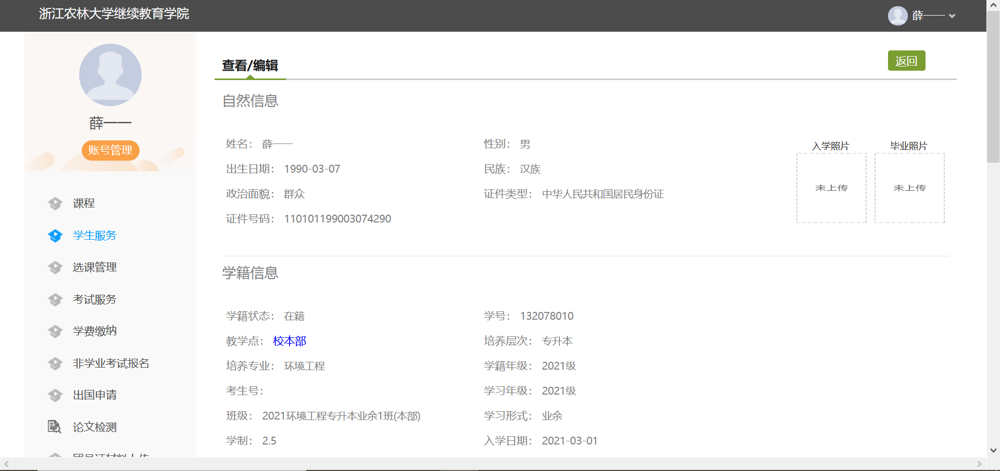 浙江农林大学继续教育学院
薛一一
薛一一
账号管理
课程
学生服务
选课管理
考试服务
学费缴纳
非学业考试报名
出国申请
论文检测
查看/编辑
返回
自然信息
姓名： 薛一一
性别： 男
出生日期： 1990-03-07
民族： 汉族
政治面貌： 群众
证件类型： 中华人民共和国居民身份证
证件号码： 110101199003074290
入学照片
毕业照片
未上传
未上传
学籍信息
学籍状态： 在籍
学号： 132078010
教学点： 校本部
培养层次： 专升本
培养专业： 环境工程
学籍年级： 2021级
考生号：
学习年级： 2021级
班级： 2021环境工程专升本业余1班(本部)
学习形式： 业余
学制： 2.5
入学日期： 2021-03-01